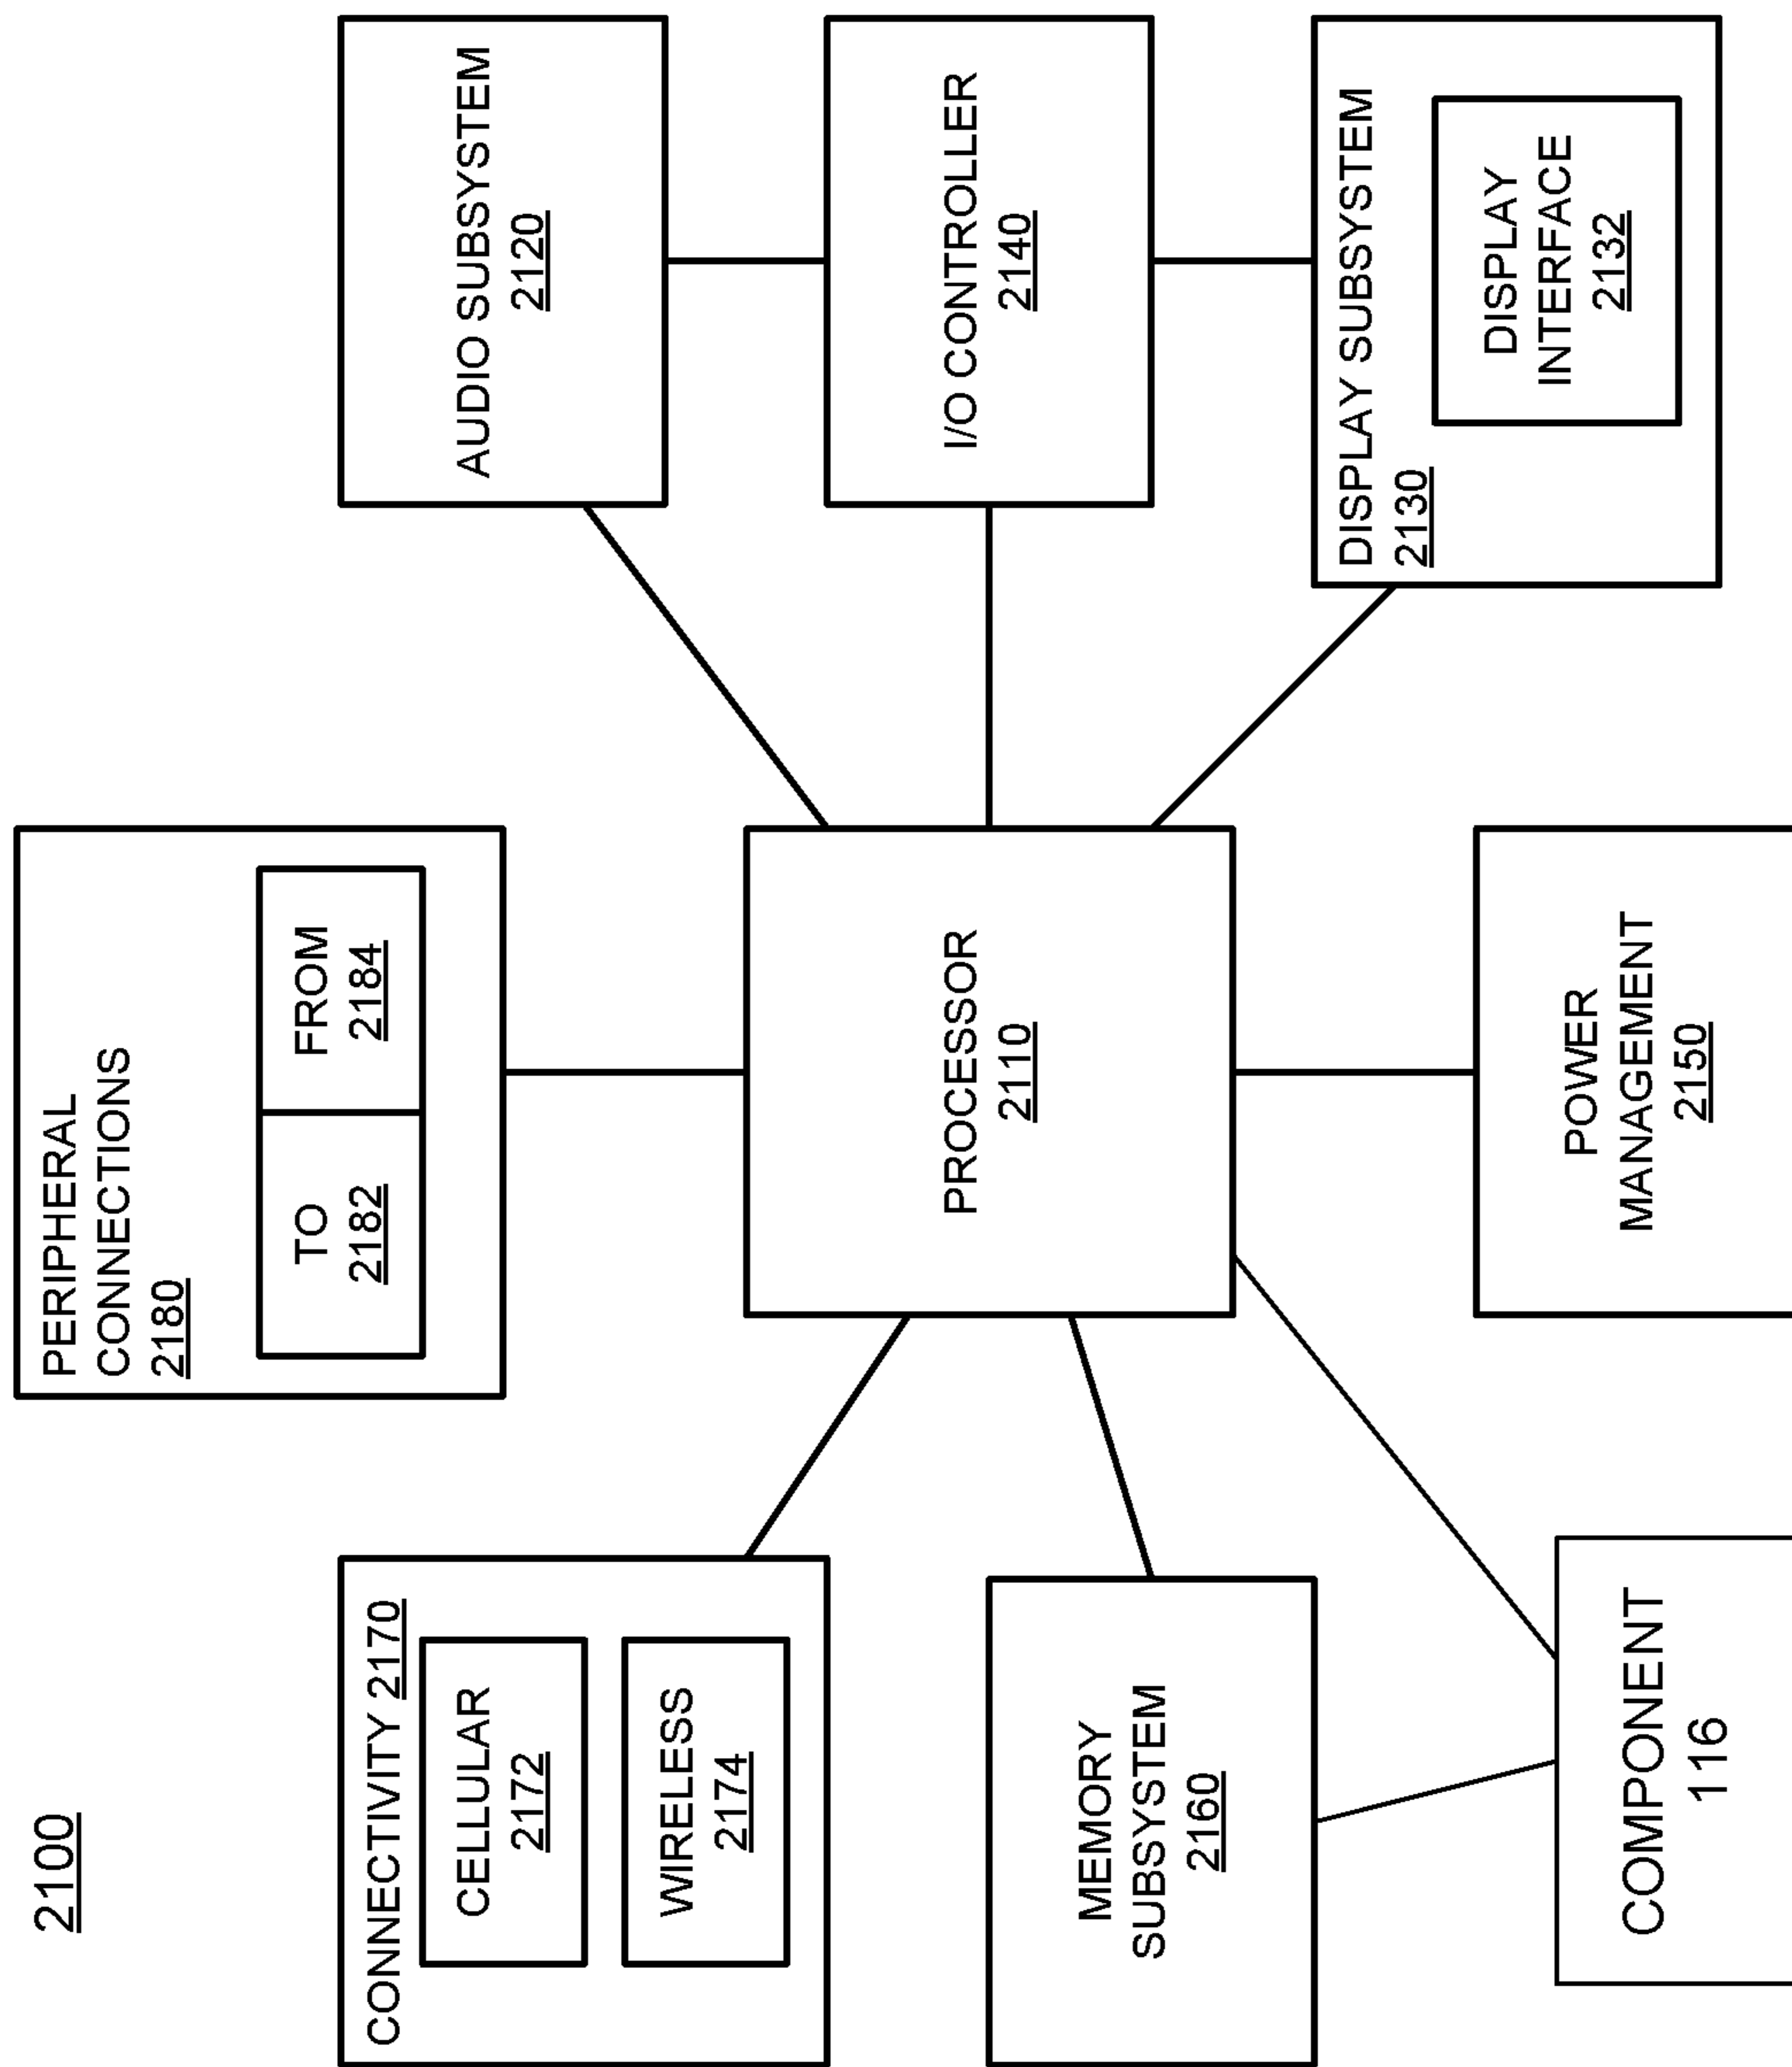 2100
PERIPHERAL
CONNECTIONS
2180
TO
2182
FROM
2184
CONNECTIVITY 2170
CELLULAR
2172
WIRELESS
2174
AUDIO SUBSYSTEM
2120
PROCESSOR
2110
I/O CONTROLLER
2140
MEMORY
SUBSYSTEM
2160
DISPLAY SUBSYSTEM
2130
DISPLAY
INTERFACE
2132
COMPONENT
116
POWER
MANAGEMENT
2150